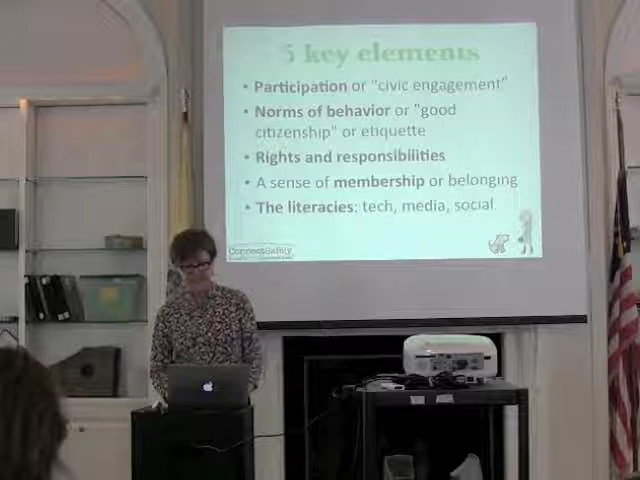 5 key elements
• Participation or "civic engagement"
• Norms of behavior or "good
citizenship" or etiquette
• Rights and responsibilities
• A sense of membership or belonging
• The literacies: tech, media, social
ConnectSafely